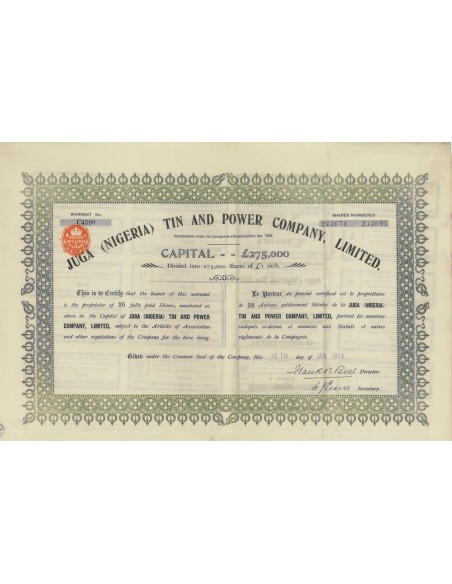 WARRANT No.
C4590
SHARES NUMBERED
JUGA (NIGERIA) TIN AND POWER COMPANY, LIMITED.
Incorporated under the Companies (Consolidation) Act, 1908.
CAPITAL - - £275,000
Divided into 275,000 Shares of £1 each.
This is to Certify that the bearer of this warrant
is the proprietor of 25 fully paid Shares, numbered as
above in the Capital of JUGA (NIGERIA) TIN AND POWER
COMPANY, LIMITED, subject to the Articles of Association
and other regulations of the Company for the time being.
Le Porteur du présent certificat est le propriétaire
de 25 Actions entièrement libérées de la JUGA (NIGERIA)
TIN AND POWER COMPANY, LIMITED, portant les numéros
indiqués ci-dessus et soumises aux Statuts et autres
règlements de la Compagnie.
Given under the Common Seal of the Company, this 10TH day of JAN 1913
Director.
Secretary.